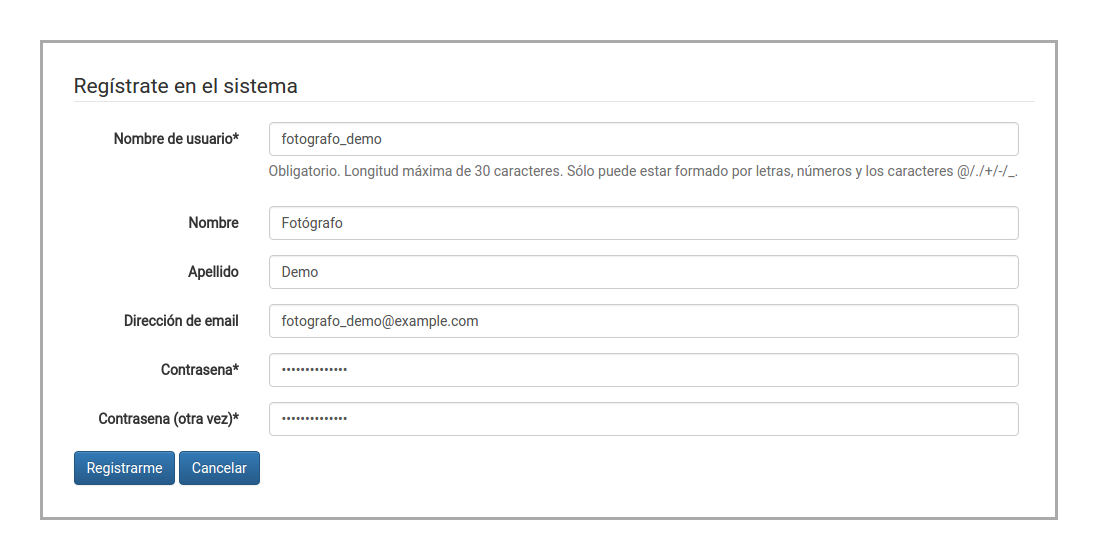 Regístrate en el sistema
Nombre de usuario* fotografo_demo
Obligatorio. Longitud máxima de 30 caracteres. Sólo puede estar formado por letras, números y los caracteres @/./+/-/_.
Nombre Fotógrafo
Apellido Demo
Dirección de email fotografo_demo@example.com
Contrasena* ••••••••••••••
Contrasena (otra vez)* ••••••••••••••
Registrarme Cancelar